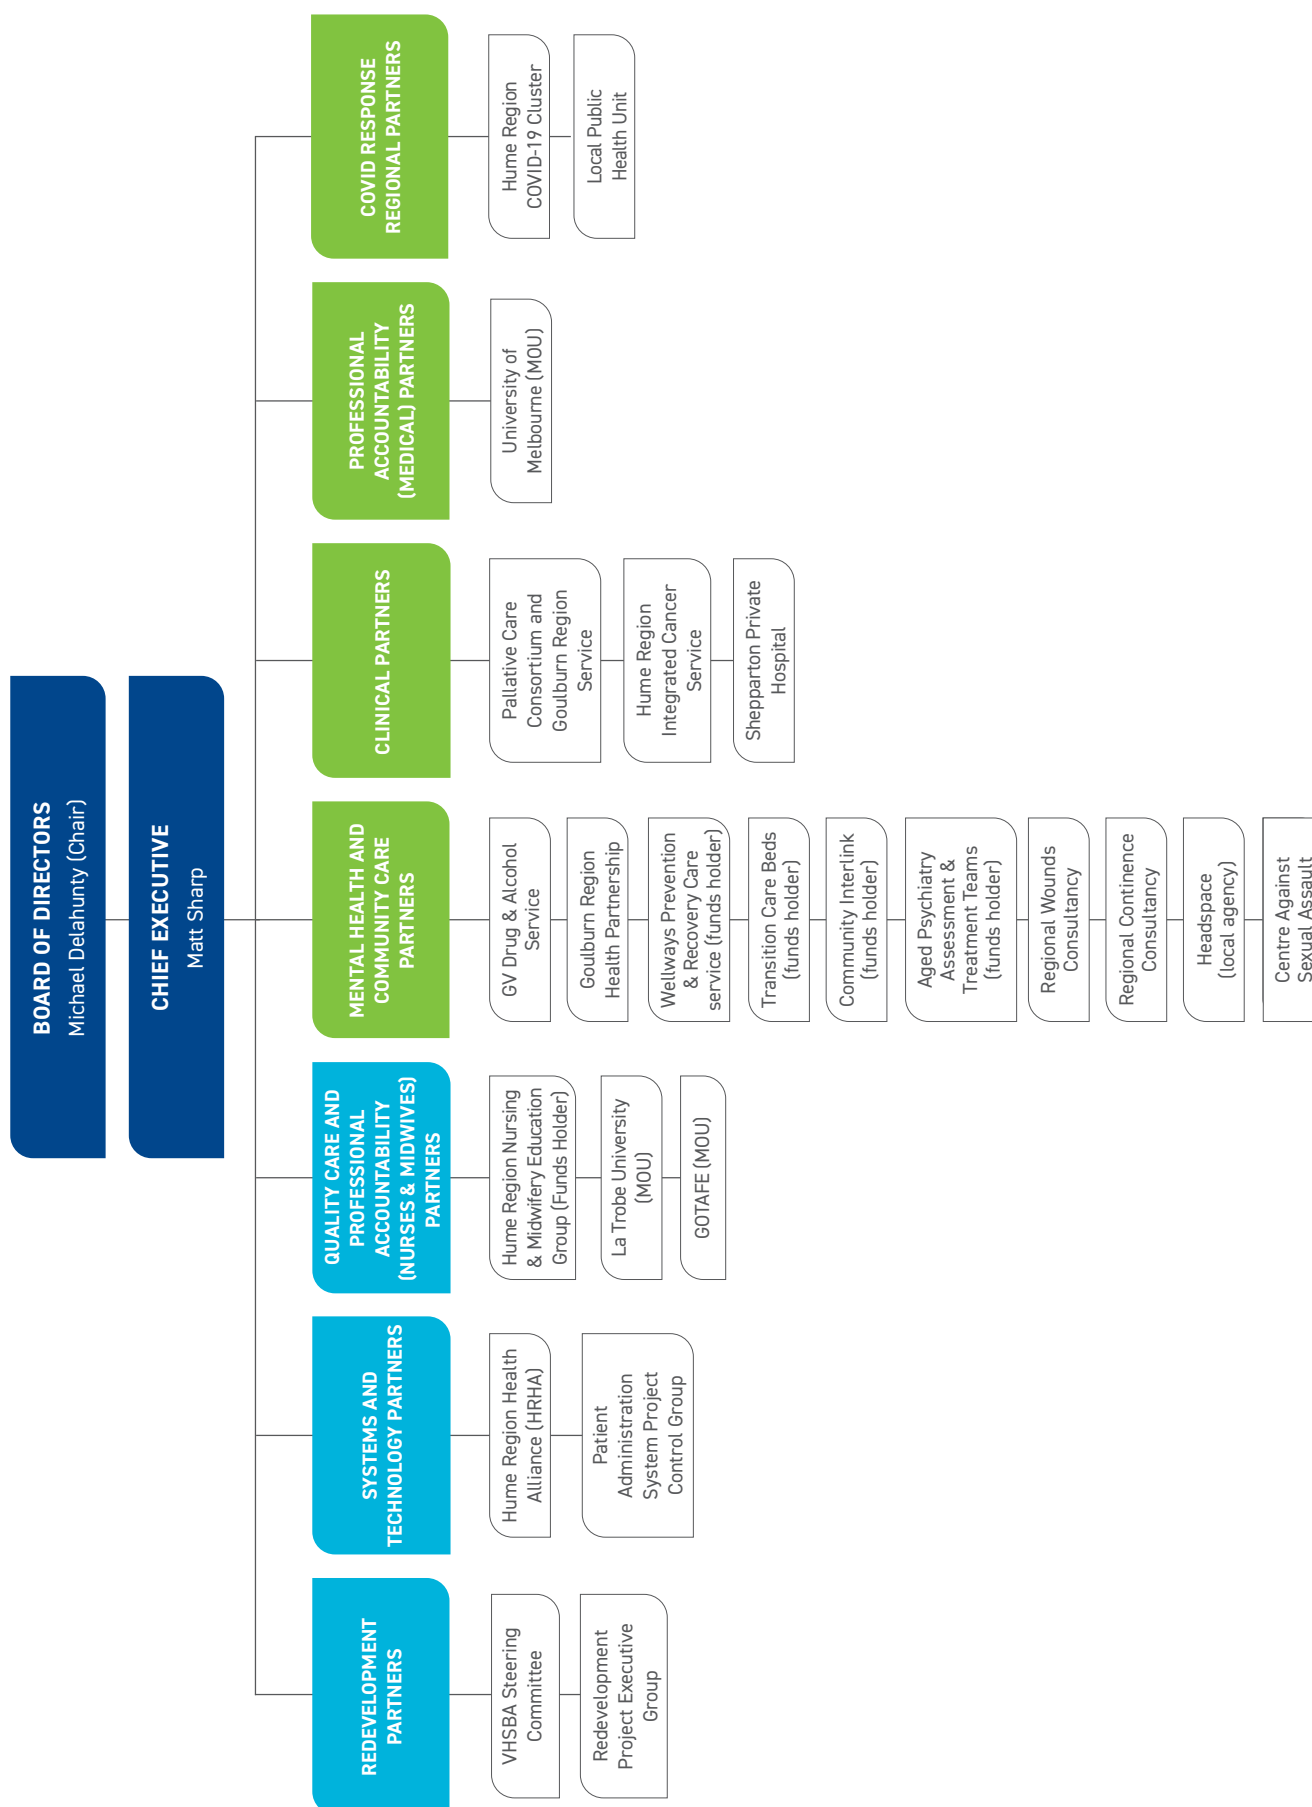 BOARD OF DIRECTORS
Michael Delahunty (Chair)
CHIEF EXECUTIVE
Matt Sharp
REDEVELOPMENT
PARTNERS
VHSBA Steering
Committee
Redevelopment
Project Executive
Group
SYSTEMS AND
TECHNOLOGY PARTNERS
Hume Region Health
Alliance (HRHA)
Patient
Administration
System Project
Control Group
QUALITY CARE AND
PROFESSIONAL
ACCOUNTABILITY
(NURSES & MIDWIVES)
PARTNERS
Hume Region Nursing
& Midwifery Education
Group (Funds Holder)
La Trobe University
(MOU)
GOTAFE (MOU)
MENTAL HEALTH AND
COMMUNITY CARE
PARTNERS
GV Drug & Alcohol
Service
Goulburn Region
Health Partnership
Wellways Prevention
& Recovery Care
service (funds holder)
Transition Care Beds
(funds holder)
Community Interlink
(funds holder)
Aged Psychiatry
Assessment &
Treatment Teams
(funds holder)
Regional Wounds
Consultancy
Regional Continence
Consultancy
Headspace
(local agency)
Centre Against
Sexual Assault
CLINICAL PARTNERS
Pallative Care
Consortium and
Goulburn Region
Service
Hume Region
Integrated Cancer
Service
Shepparton Private
Hospital
PROFESSIONAL
ACCOUNTABILITY
(MEDICAL) PARTNERS
University of
Melbourne (MOU)
COVID RESPONSE
REGIONAL PARTNERS
Hume Region
COVID-19 Cluster
Local Public
Health Unit